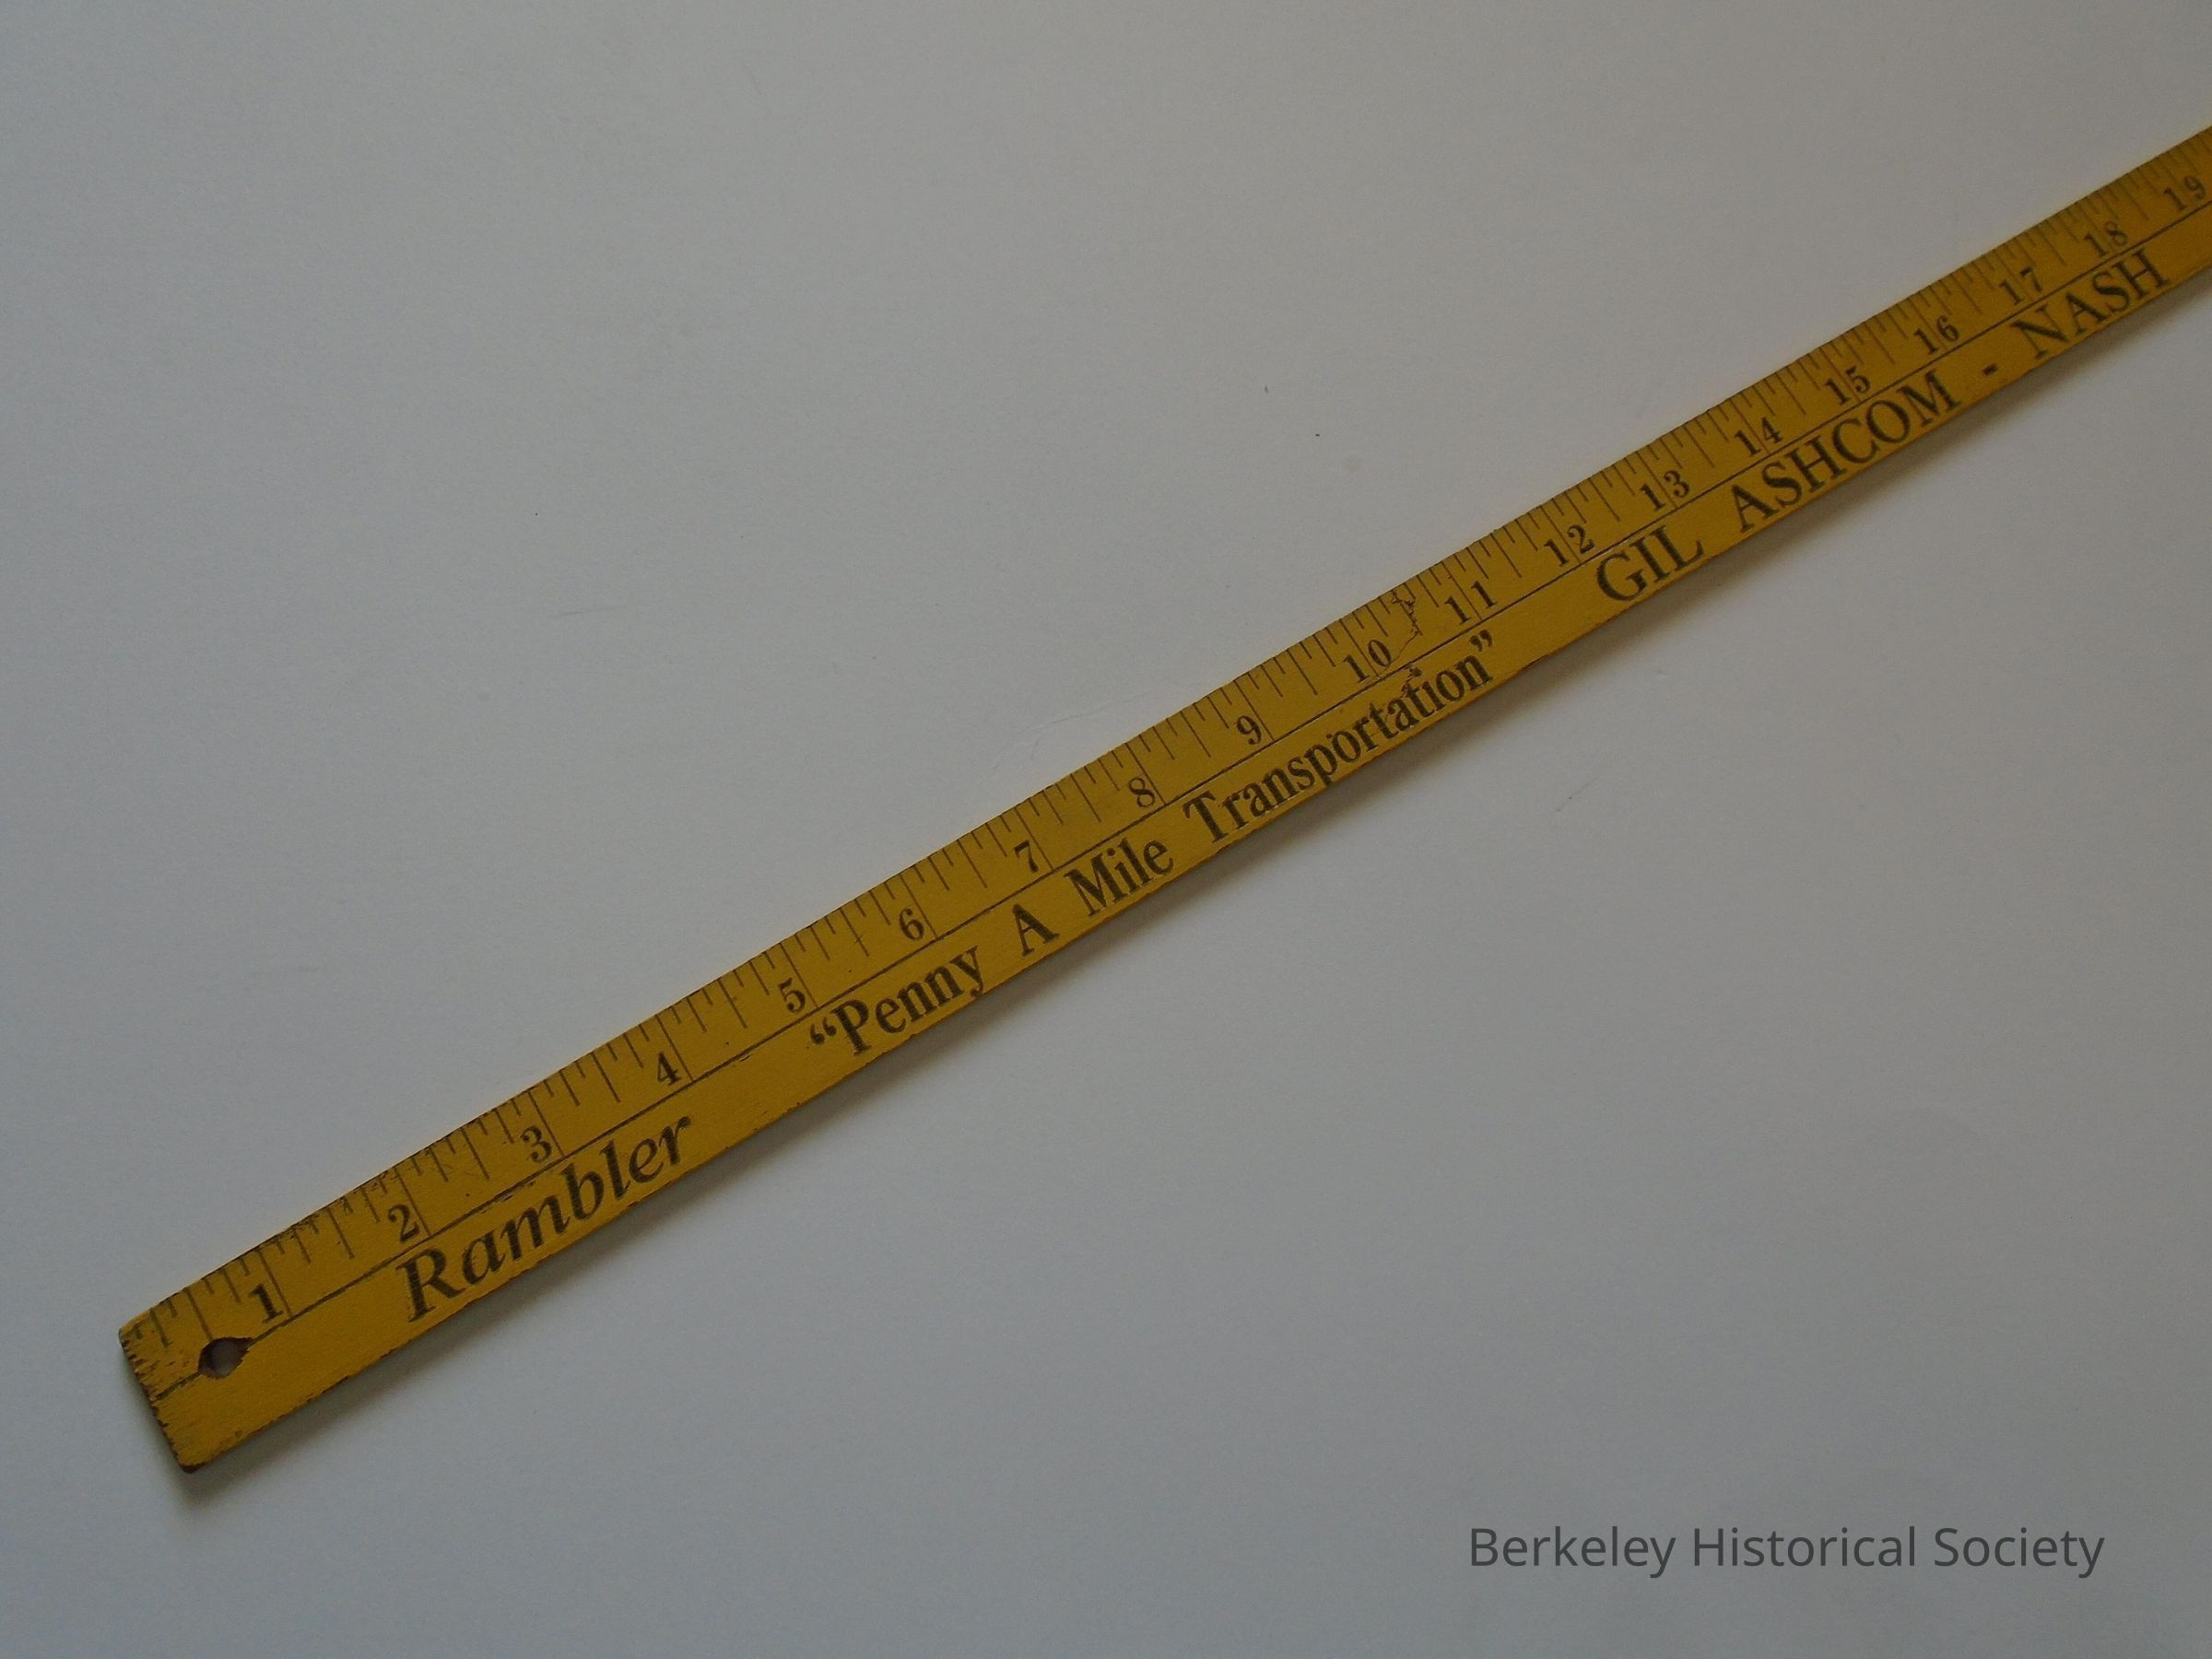 1 2 3 4 5 6 7 8 9 10 11 12 13 14 15 16 17 18 19
Rambler "Penny A Mile Transportation" GIL ASHCOM - NASH
Berkeley Historical Society